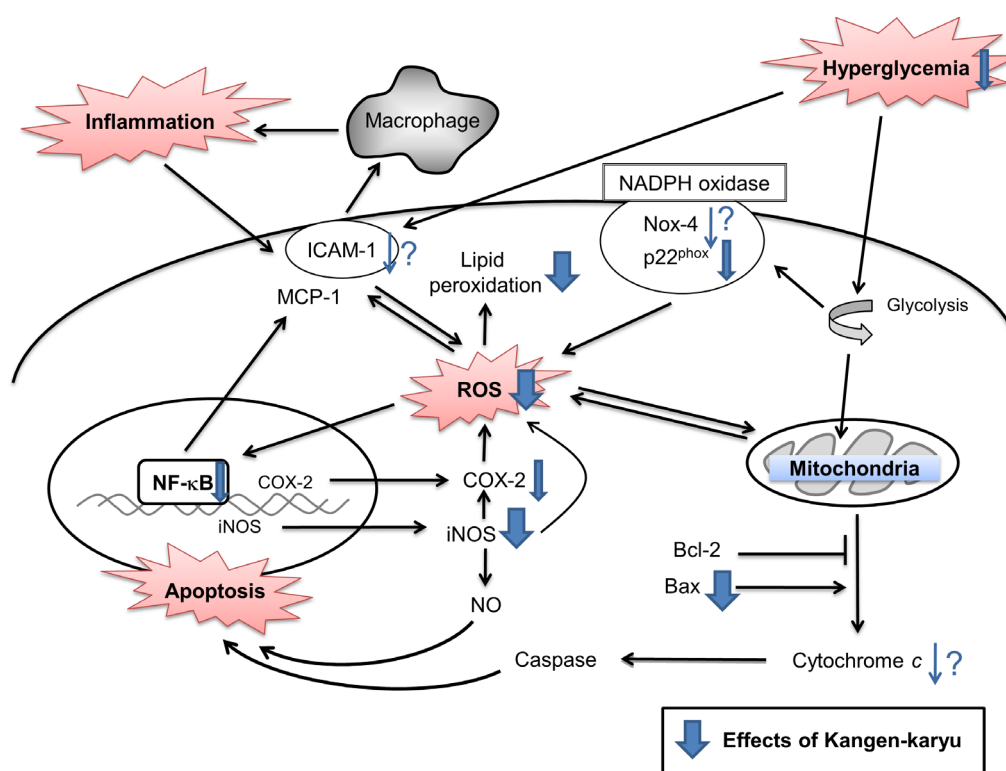 Hyperglycemia
Inflammation
Macrophage
NADPH oxidase
Nox-4 ?
p22phox
ICAM-1 ?
MCP-1
Lipid
peroxidation
Glycolysis
ROS
Mitochondria
NF-κB
COX-2
iNOS
COX-2
iNOS
NO
Apoptosis
Bcl-2
Bax
Caspase
Cytochrome c ?
Effects of Kangen-karyu